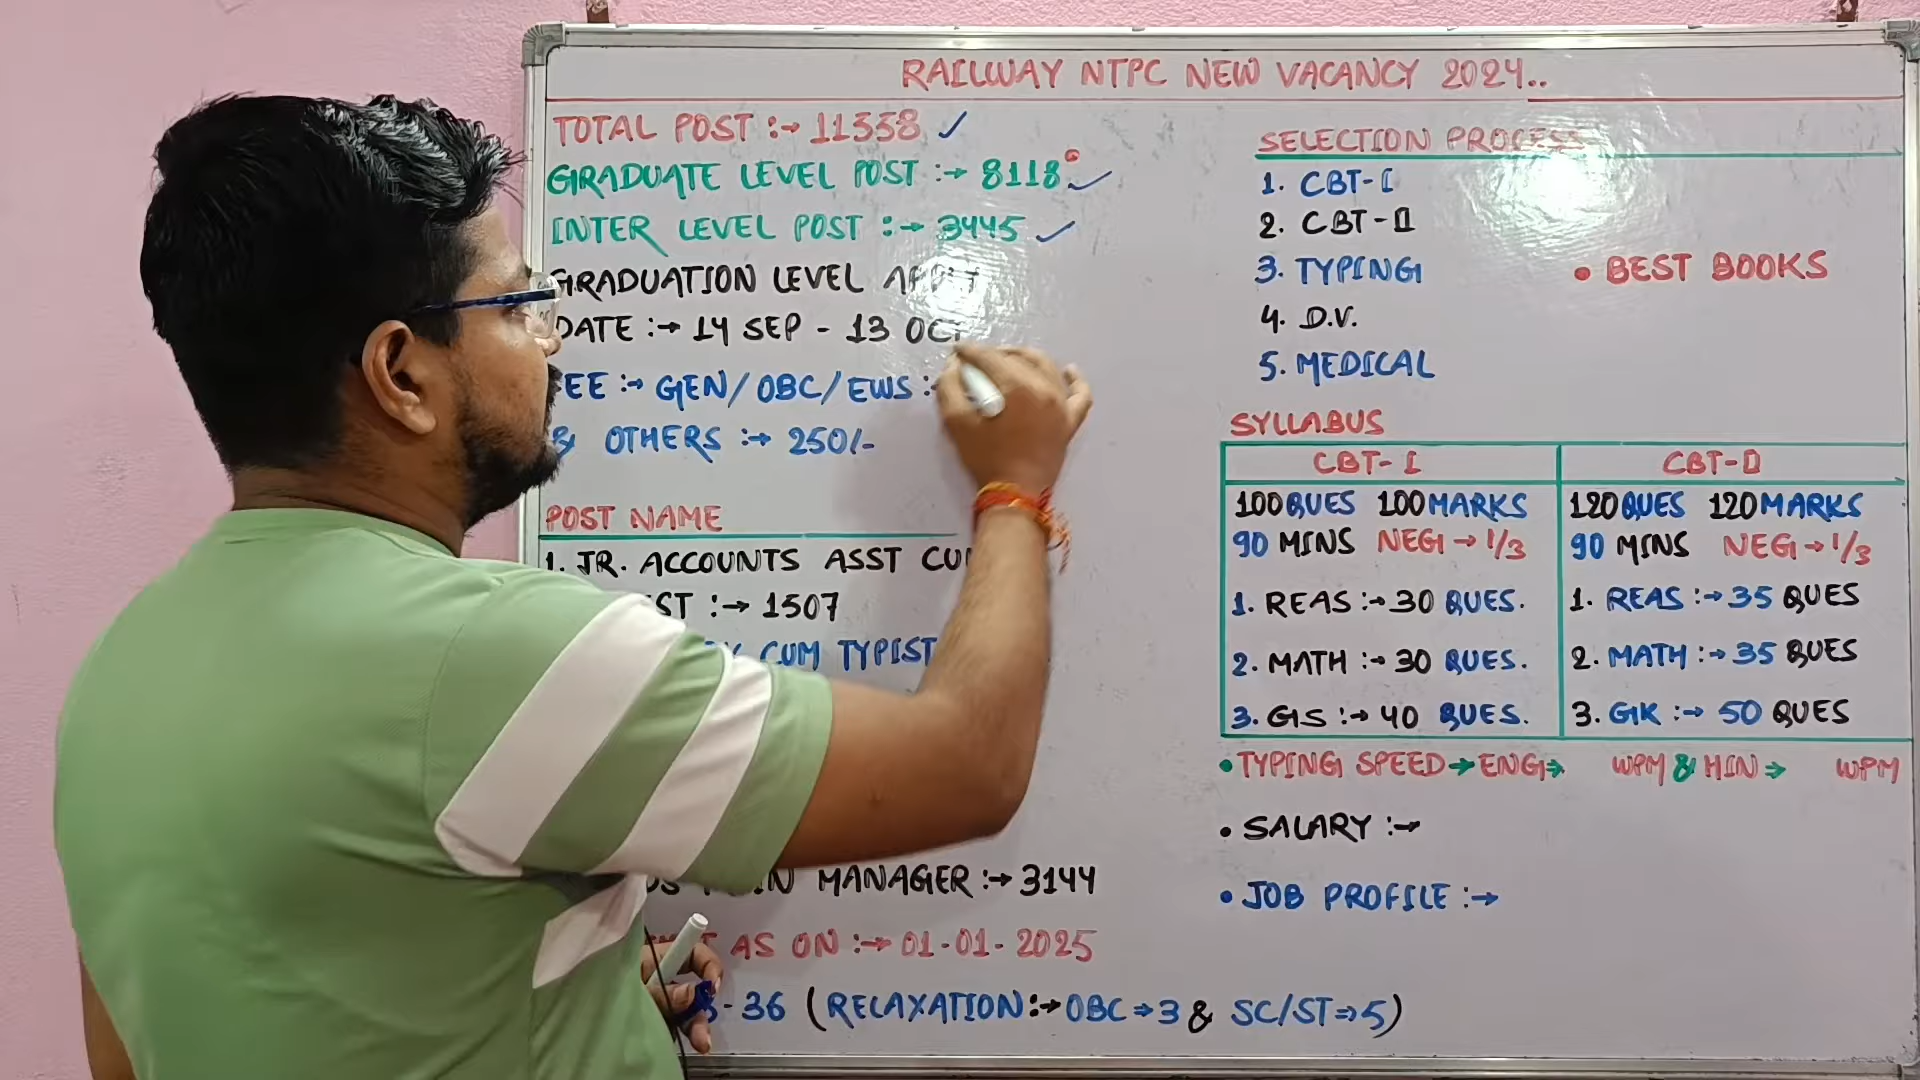 RAILWAY NTPC NEW VACANCY 2024..
TOTAL POST :→ 11558
GRADUATE LEVEL POST :→ 8118
INTER LEVEL POST :→ 3445
GRADUATION LEVEL
DATE :→ 14 SEP - 13 OCT
FEE :→ GEN/OBC/EWS :-
& OTHERS :→ 250/-
POST NAME
1. JR. ACCOUNTS ASST
:→ 1507
CUM TYPIST
MANAGER :→ 3144
AS ON :→ 01-01-2025
-36 (RELAXATION :→ OBC → 3 & SC/ST → 5)
SELECTION PROCESS
1. CBT-I
2. CBT-II
3. TYPING
4. D.V.
5. MEDICAL
• BEST BOOKS
SYLLABUS
CBT-I
100 QUES 100 MARKS
90 MINS NEG → 1/3
1. REAS :→ 30 QUES.
2. MATH :→ 30 QUES.
3. GS :→ 40 QUES.
CBT-II
120 QUES 120 MARKS
90 MINS NEG → 1/3
1. REAS :→ 35 QUES
2. MATH :→ 35 QUES
3. GK :→ 50 QUES
• TYPING SPEED → ENG → WPM & HIN → WPM
• SALARY :→
• JOB PROFILE :→